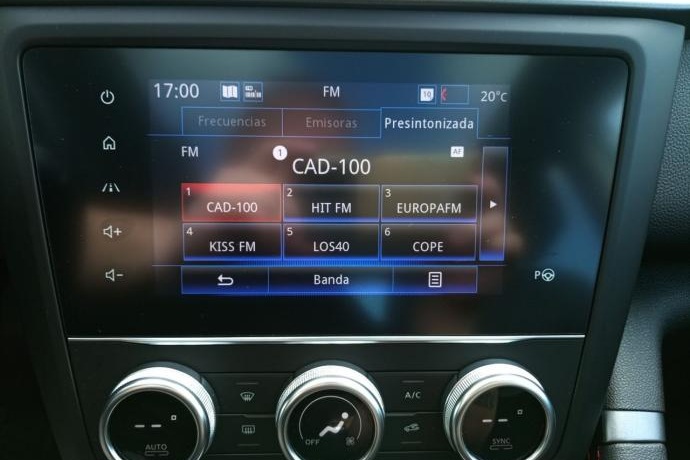 17:00 FM 20°C
Frecuencias Emisoras Presintonizada
FM 1 AF
CAD-100
1 CAD-100 2 HIT FM 3 EUROPAFM
4 KISS FM 5 LOS40 6 COPE
Banda
P
A/C
-- --
AUTO OFF SYNC